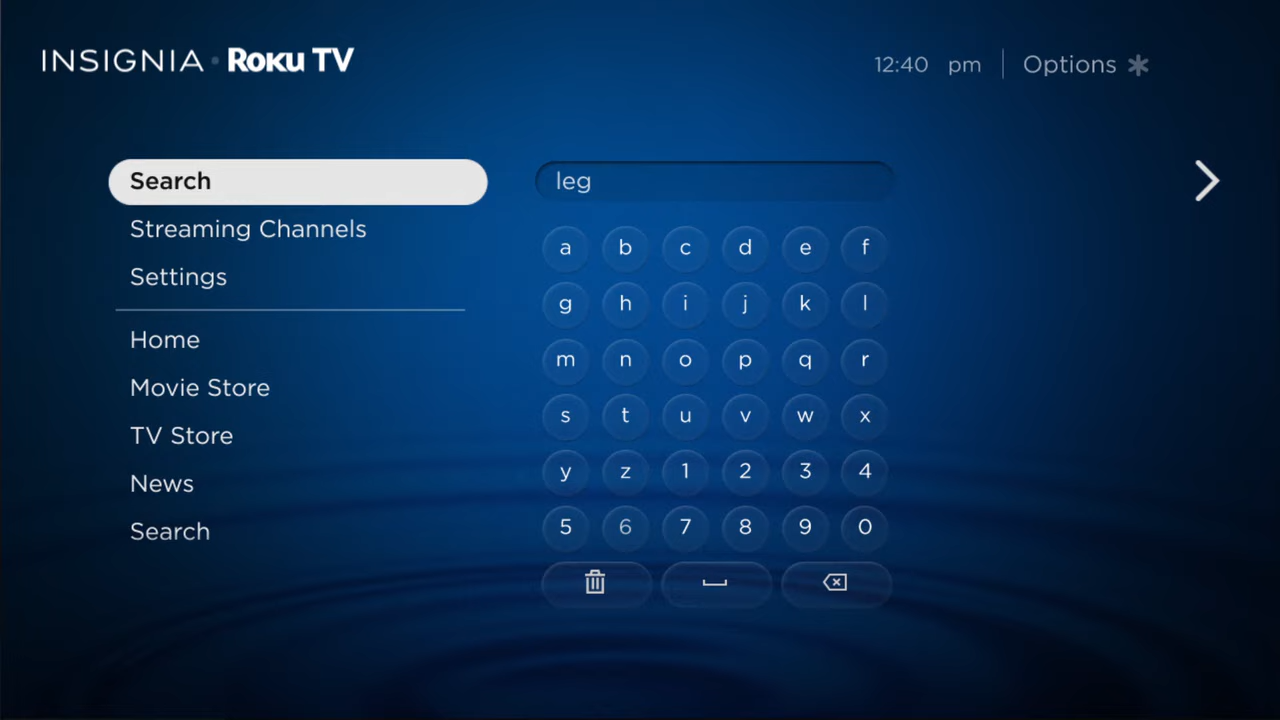 INSIGNIA • Roku TV
12:40 pm | Options *
Search
Streaming Channels
Settings
Home
Movie Store
TV Store
News
Search
leg
a b c d e f
g h i j k l
m n o p q r
s t u v w x
y z 1 2 3 4
5 6 7 8 9 0